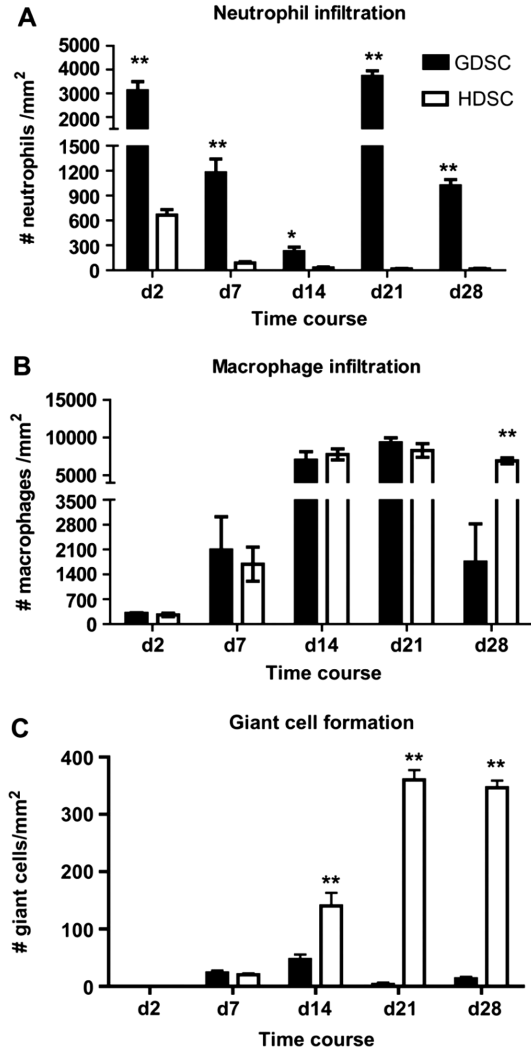 A
Neutrophil infiltration
# neutrophils /mm²
5000
4000
3000
2000
1500
1200
900
600
300
0
**
**
*
**
**
GDSC
HDSC
d2 d7 d14 d21 d28
Time course
B
Macrophage infiltration
# macrophages /mm²
15000
10000
5000
3500
2800
2100
1400
700
0
**
d2 d7 d14 d21 d28
Time course
C
Giant cell formation
# giant cells/mm²
400
300
200
100
0
**
**
**
d2 d7 d14 d21 d28
Time course